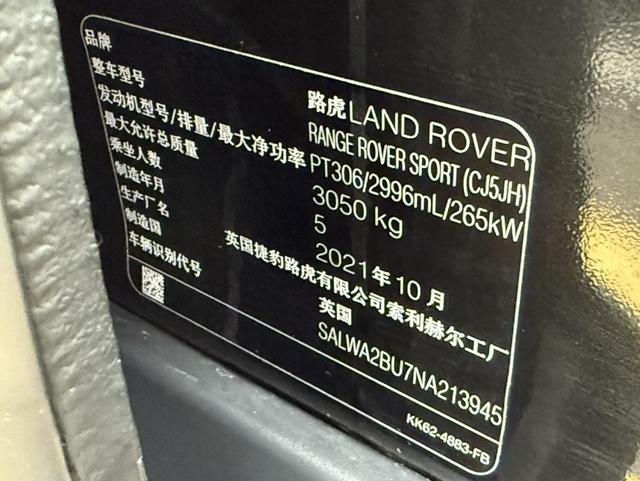 品牌 路虎LAND ROVER
整车型号 RANGE ROVER SPORT (CJ5JH)
发动机型号/排量/最大净功率 PT306/2996mL/265kW
最大允许总质量 3050 kg
乘坐人数 5
制造年月 2021年10月
生产厂名 英国捷豹路虎有限公司索利赫尔工厂
制造国 英国
车辆识别代号 SALWA2BU7NA213945
KK62-4883-FB